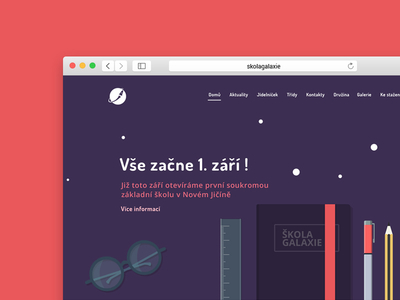 skolagalaxie
Domů Aktuality Jídelníček Třídy Kontakty Družina Galerie Ke stažen
Vše začne 1. září !
Již toto září otevíráme první soukromou
základní školu v Novém Jičíně
Více informací
ŠKOLA
GALAXIE